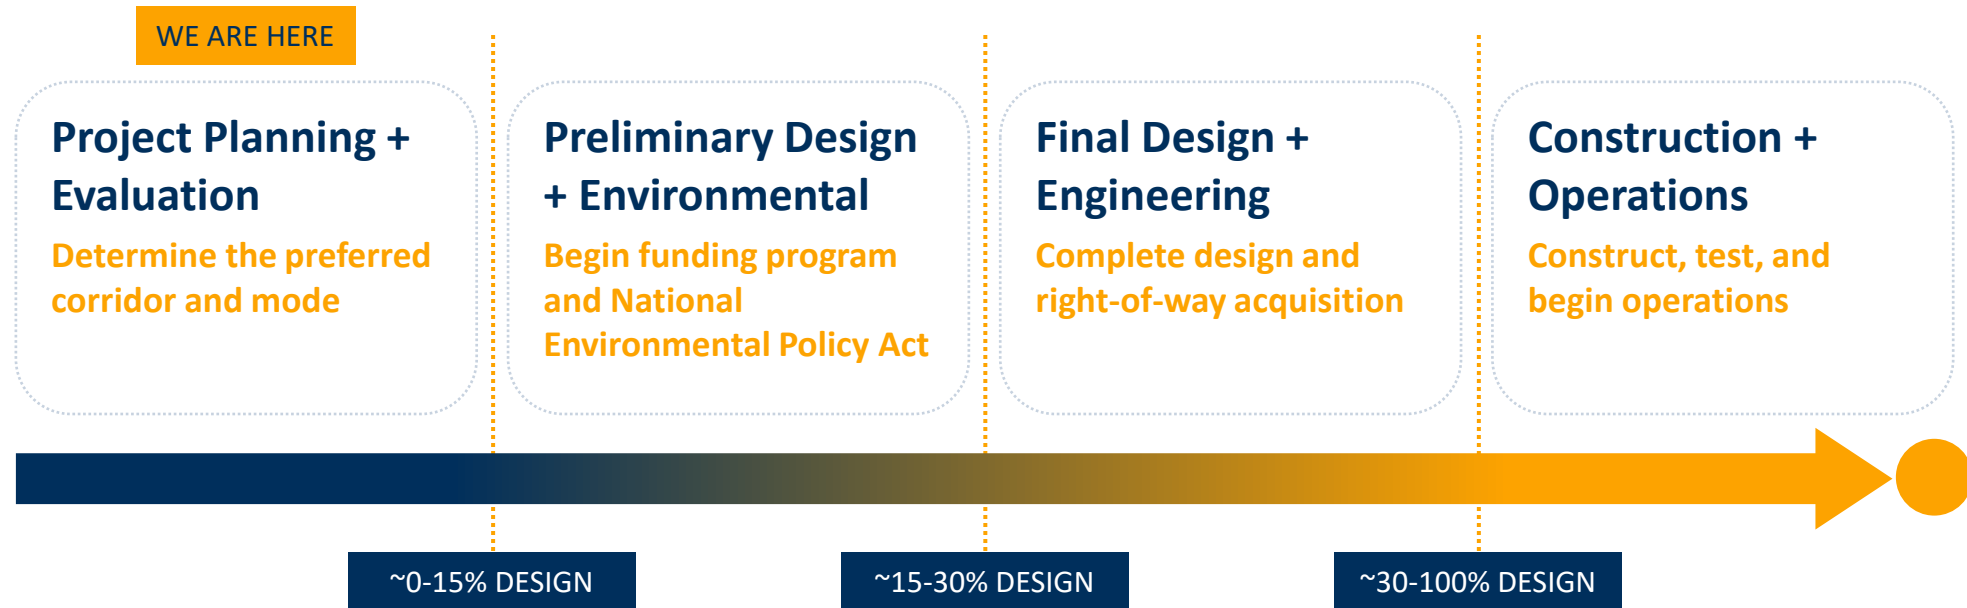 WE ARE HERE
Project Planning +
Evaluation
Determine the preferred
corridor and mode
Preliminary Design
+ Environmental
Begin funding program
and National
Environmental Policy Act
Final Design +
Engineering
Complete design and
right-of-way acquisition
Construction +
Operations
Construct, test, and
begin operations
~0-15% DESIGN
~15-30% DESIGN
~30-100% DESIGN